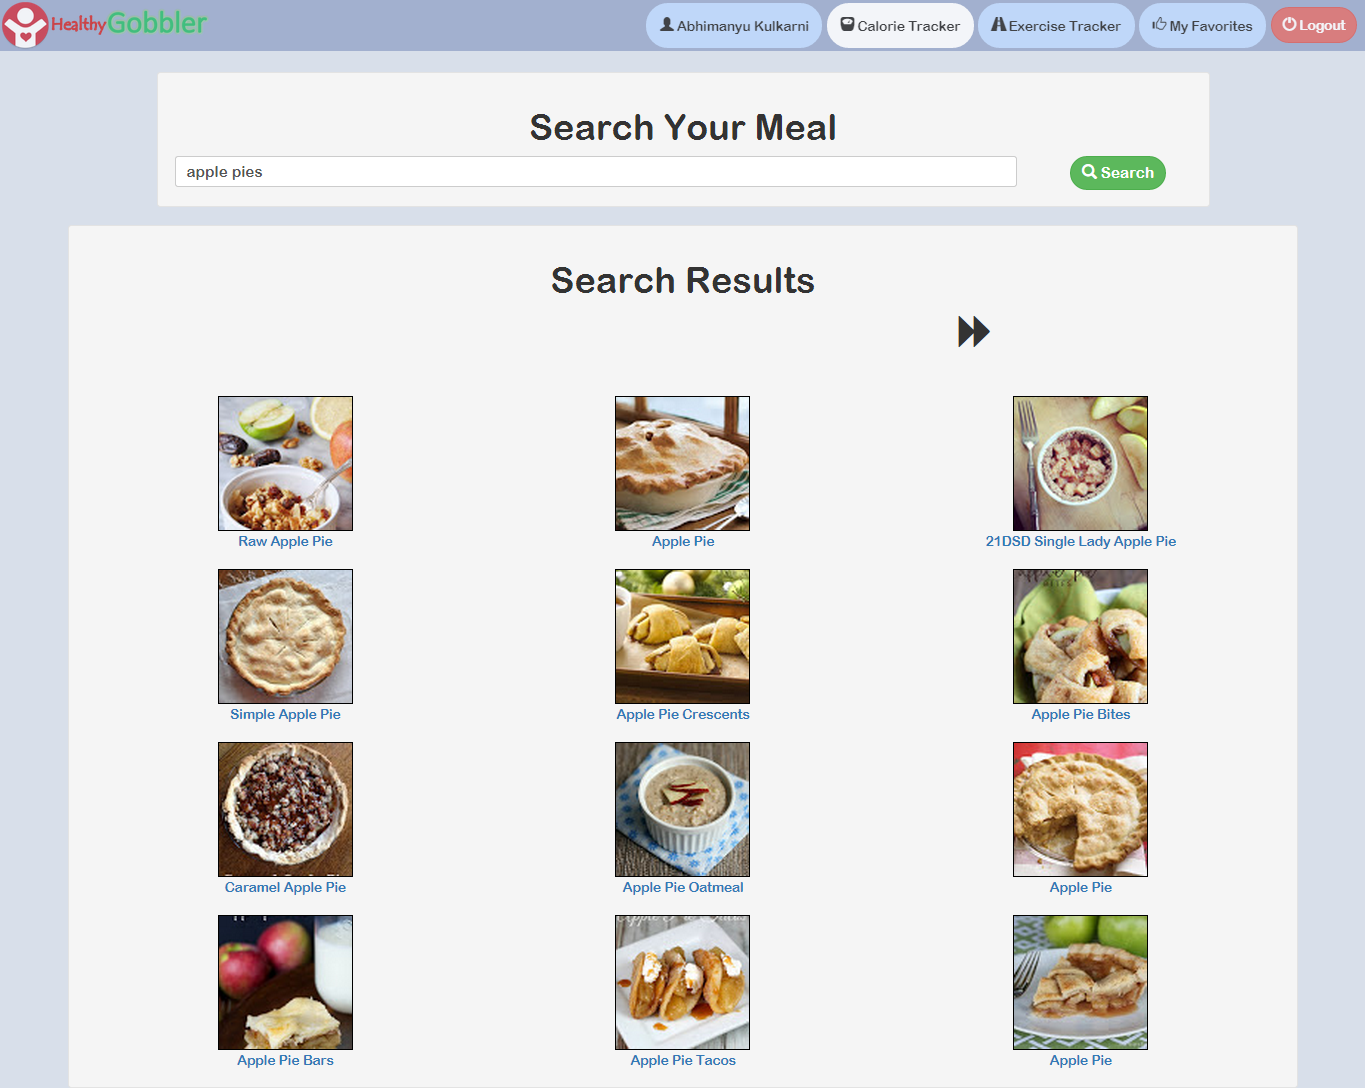 HealthyGobbler
Abhimanyu Kulkarni
Calorie Tracker
Exercise Tracker
My Favorites
Logout
Search Your Meal
apple pies
Search
Search Results
Raw Apple Pie
Apple Pie
21DSD Single Lady Apple Pie
Simple Apple Pie
Apple Pie Crescents
Apple Pie Bites
Caramel Apple Pie
Apple Pie Oatmeal
Apple Pie
Apple Pie Bars
Apple Pie Tacos
Apple Pie